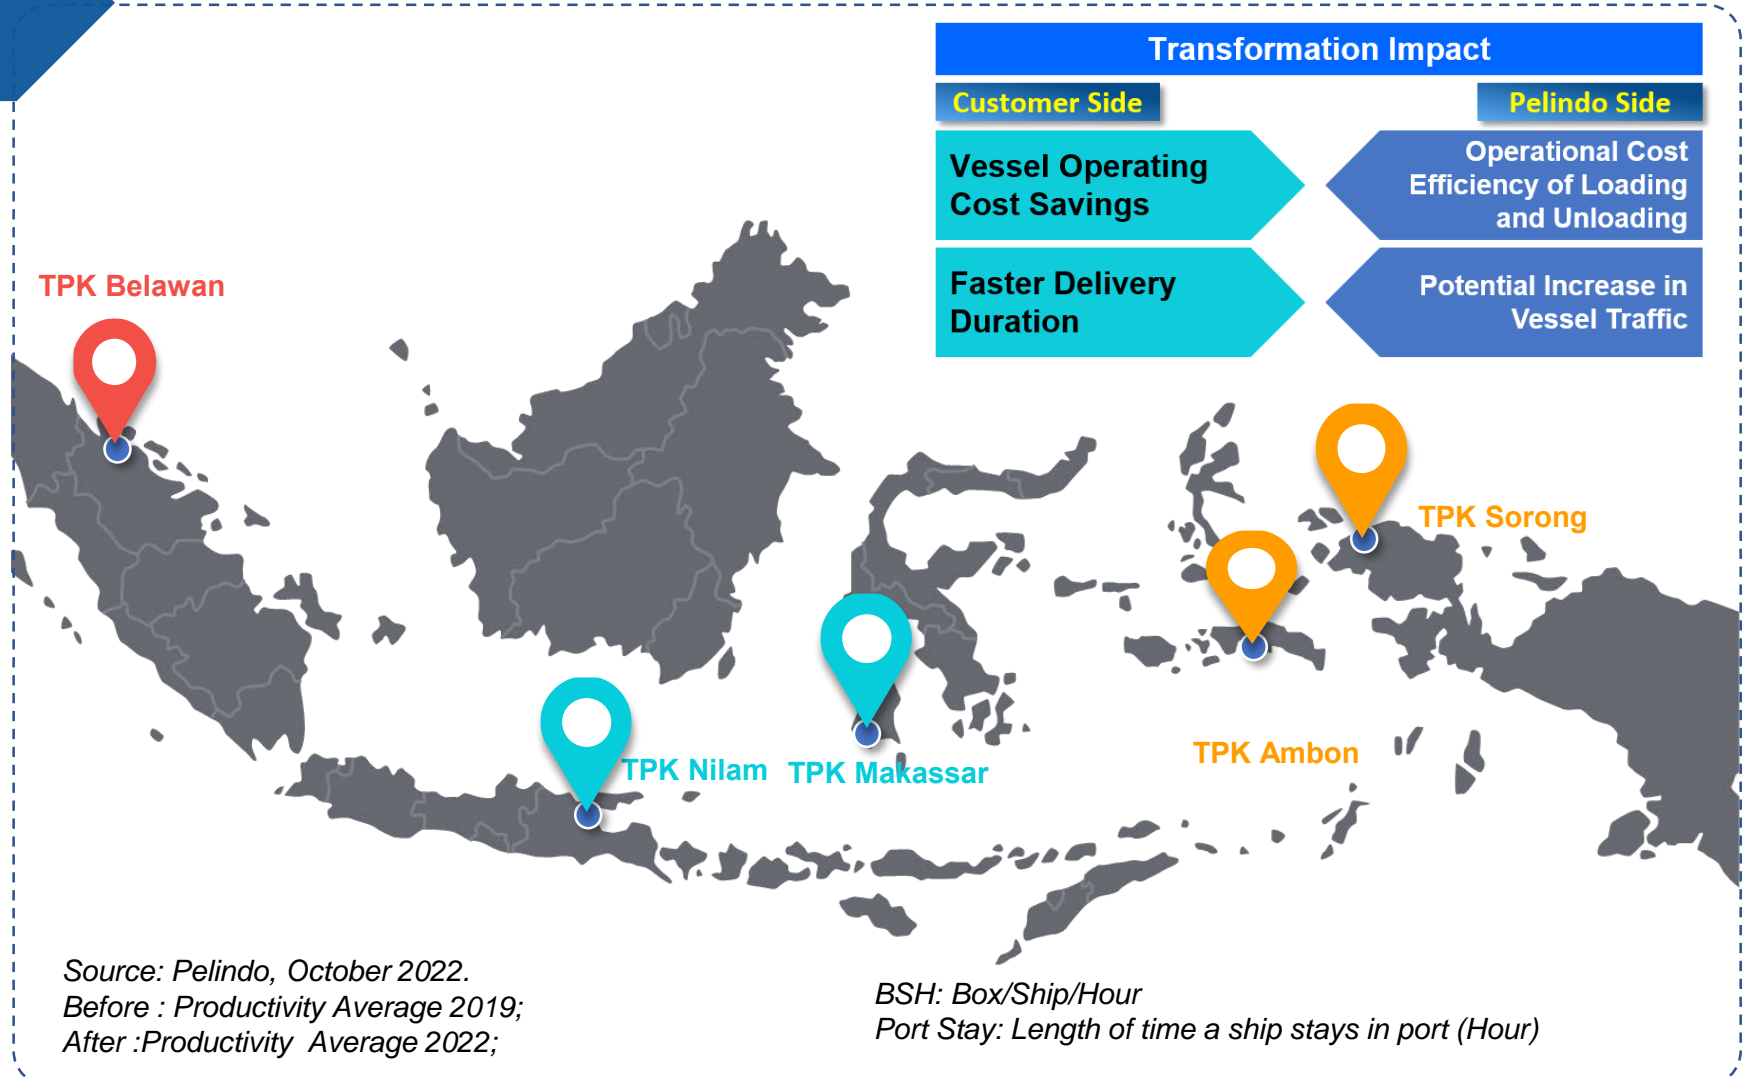 Transformation Impact
Customer Side
Pelindo Side
Vessel Operating
Cost Savings
Operational Cost
Efficiency of Loading
and Unloading
Faster Delivery
Duration
Potential Increase in
Vessel Traffic
TPK Belawan
TPK Sorong
TPK Nilam
TPK Makassar
TPK Ambon
Source: Pelindo, October 2022.
Before : Productivity Average 2019;
After :Productivity Average 2022;
BSH: Box/Ship/Hour
Port Stay: Length of time a ship stays in port (Hour)